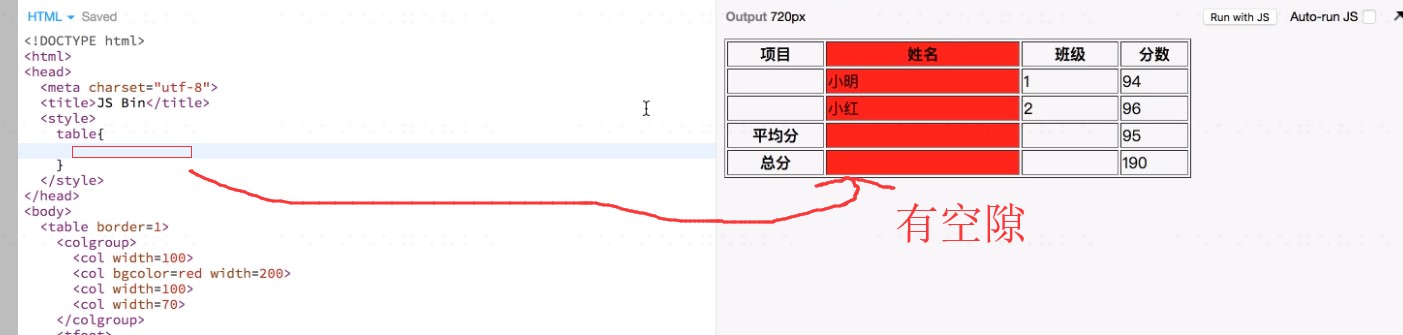 HTML Saved
<!DOCTYPE html>
<html>
<head>
<meta charset="utf-8">
<title>JS Bin</title>
<style>
table{
}
</style>
</head>
<body>
<table border=1>
<colgroup>
<col width=100>
<col bgcolor=red width=200>
<col width=100>
<col width=70>
</colgroup>
<tfoot>
Output 720px Run with JS Auto-run JS
项目 姓名 班级 分数
小明 1 94
小红 2 96
平均分 95
总分 190
有空隙